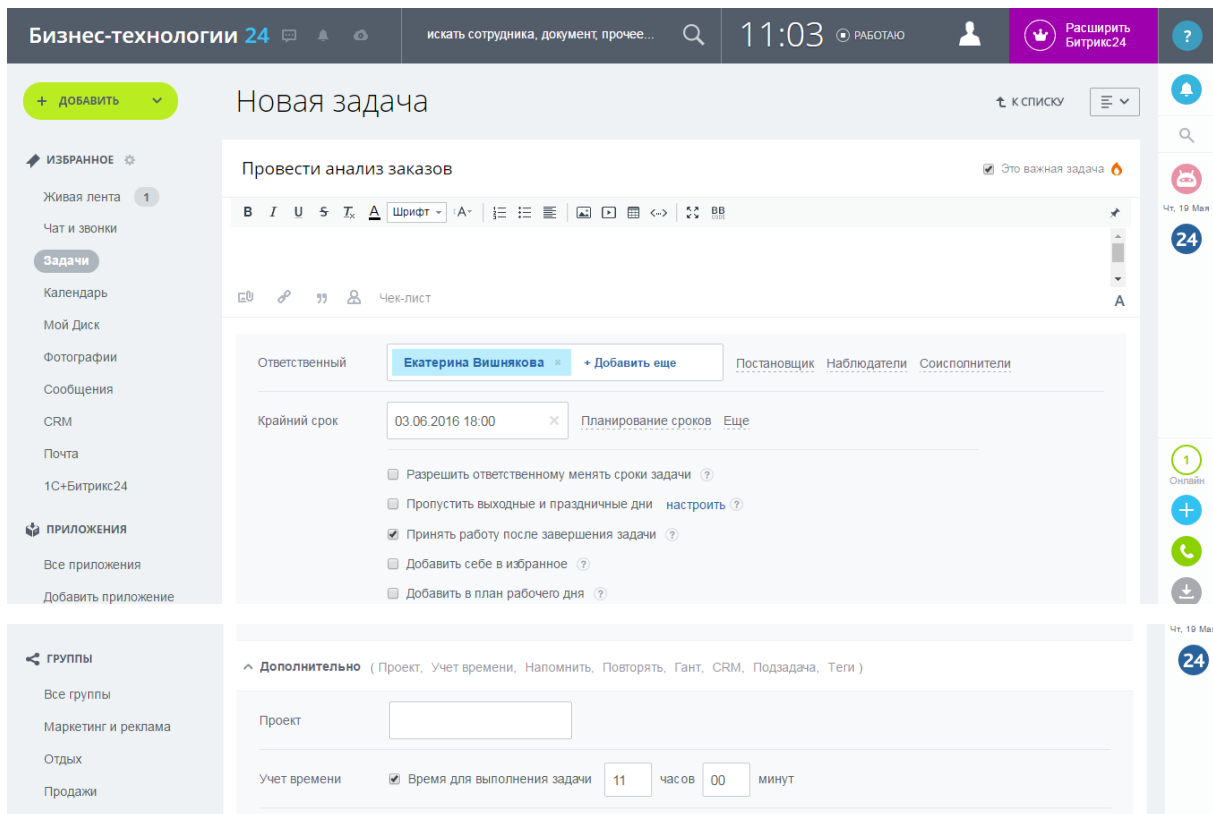 Бизнес-технологии 24
искать сотрудника, документ, прочее...
11:03 РАБОТАЮ
Расширить
Битрикс24
?
+ ДОБАВИТЬ
Новая задача
К СПИСКУ
ИЗБРАННОЕ
Живая лента 1
Чат и звонки
Задачи
Календарь
Мой Диск
Фотографии
Сообщения
CRM
Почта
1С+Битрикс24
ПРИЛОЖЕНИЯ
Все приложения
Добавить приложение
Провести анализ заказов
Это важная задача
B I U S Tx A Шрифт A BB CODE
Чек-лист
A
Ответственный
Екатерина Вишнякова × + Добавить еще
Постановщик Наблюдатели Соисполнители
Крайний срок
03.06.2016 18:00 ×
Планирование сроков Еще
Разрешить ответственному менять сроки задачи ?
Пропустить выходные и праздничные дни настроить ?
Принять работу после завершения задачи ?
Добавить себе в избранное ?
Добавить в план рабочего дня ?
Чт, 19 Мая
24
1
Онлайн
ГРУППЫ
Все группы
Маркетинг и реклама
Отдых
Продажи
Дополнительно ( Проект, Учет времени, Напомнить, Повторять, Гант, CRM, Подзадача, Теги )
Проект
Учет времени
Время для выполнения задачи 11 часов 00 минут
Чт, 19 Ма
24